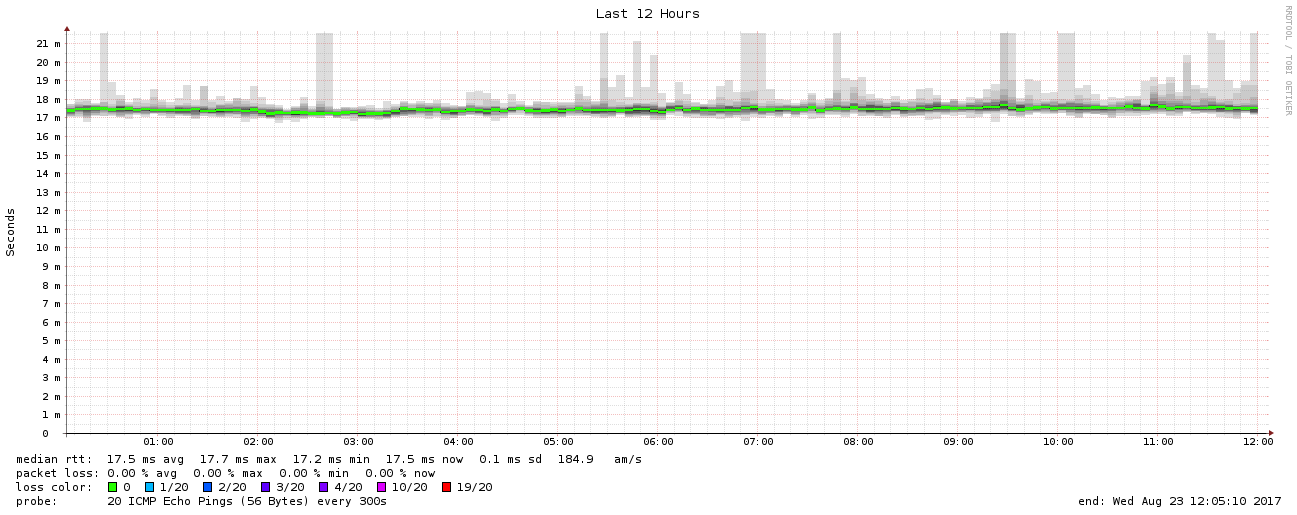 Last 12 Hours
RRDTOOL / TOBI OETIKER
Seconds
21 m
20 m
19 m
18 m
17 m
16 m
15 m
14 m
13 m
12 m
11 m
10 m
9 m
8 m
7 m
6 m
5 m
4 m
3 m
2 m
1 m
0
01:00 02:00 03:00 04:00 05:00 06:00 07:00 08:00 09:00 10:00 11:00 12:00
median rtt: 17.5 ms avg 17.7 ms max 17.2 ms min 17.5 ms now 0.1 ms sd 184.9 am/s
packet loss: 0.00 % avg 0.00 % max 0.00 % min 0.00 % now
loss color: 0 1/20 2/20 3/20 4/20 10/20 19/20
probe: 20 ICMP Echo Pings (56 Bytes) every 300s end: Wed Aug 23 12:05:10 2017